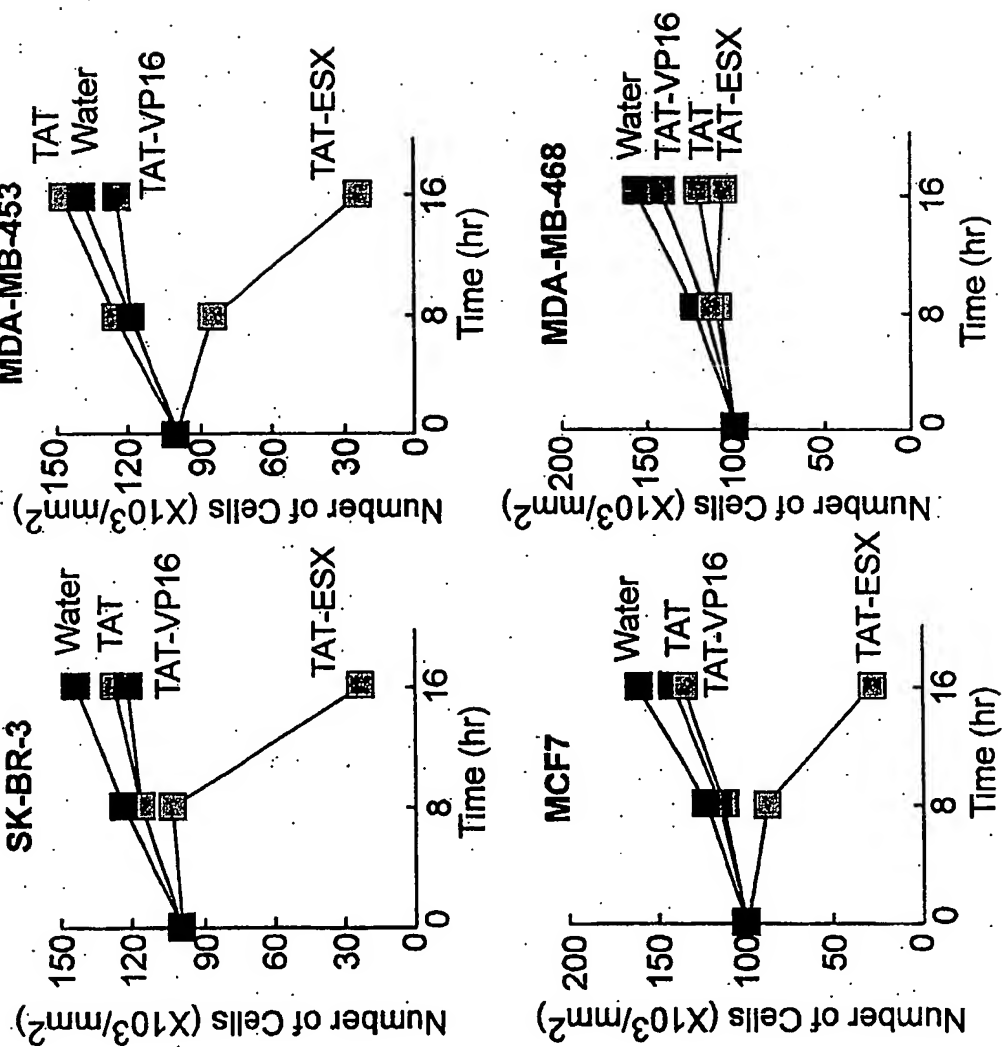 SK-BR-3
Number of Cells (X10³/mm²)
150
120
90
60
30
0
8
16
Time (hr)
Water
TAT
TAT-VP16
TAT-ESX
MDA-MB-453
Number of Cells (X10³/mm²)
150
120
90
60
30
0
8
16
Time (hr)
TAT
Water
TAT-VP16
TAT-ESX
MCF7
Number of Cells (X10³/mm²)
200
150
100
50
0
0
8
16
Time (hr)
Water
TAT
TAT-VP16
TAT-ESX
MDA-MB-468
Number of Cells (X10³/mm²)
200
150
100
50
0
0
8
16
Time (hr)
Water
TAT-VP16
TAT
TAT-ESX